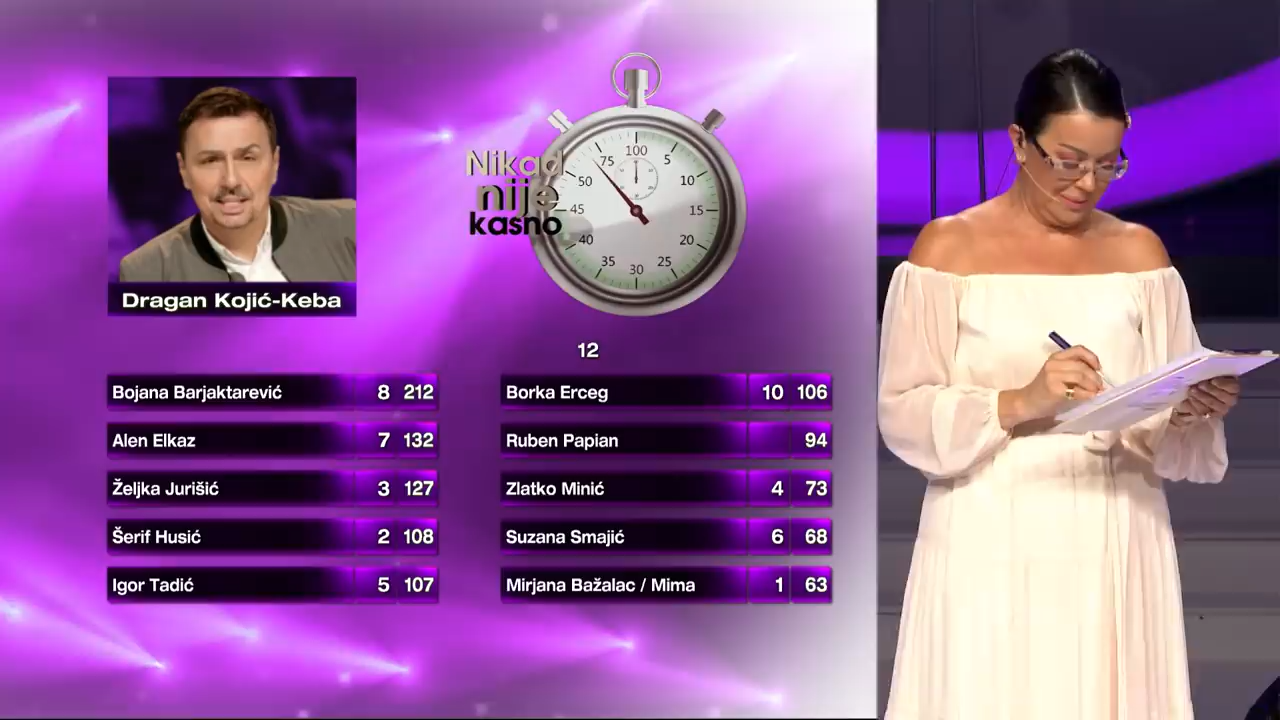 Dragan Kojić-Keba
Nikad
nije
kasno
100
5
10
15
20
25
30
35
40
45
50
75
12
Bojana Barjaktarević 8 212
Alen Elkaz 7 132
Željka Jurišić 3 127
Šerif Husić 2 108
Igor Tadić 5 107
Borka Erceg 10 106
Ruben Papian 94
Zlatko Minić 4 73
Suzana Smajić 6 68
Mirjana Bažalac / Mima 1 63